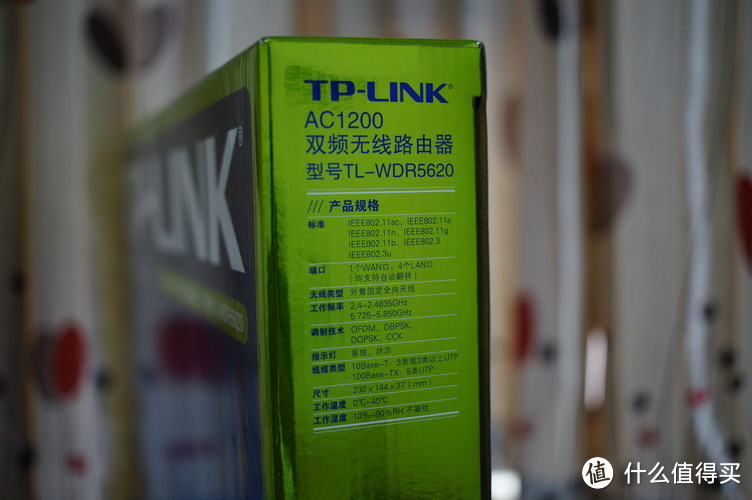 TP-LINK®
AC1200
双频无线路由器
型号TL-WDR5620
/// 产品规格
标准 IEEE802.11ac、IEEE802.11a
IEEE802.11n、IEEE802.11g
IEEE802.11b、IEEE802.3
IEEE802.3u
端口 1个WAN口、4个LAN口
(均支持自动翻转)
天线类型 外置固定全向天线
工作频率 2.4-2.4835GHz
5.725-5.850GHz
调制技术 OFDM、DBPSK、
DQPSK、CCK
指示灯 系统、状态
线缆类型 10Base-T:3类或3类以上UTP
100Base-TX:5类UTP
尺寸 230×144×37(mm)
工作温度 0℃-40℃
工作湿度 10%-90%RH 不凝结
P-LINK®
值 什么值得买